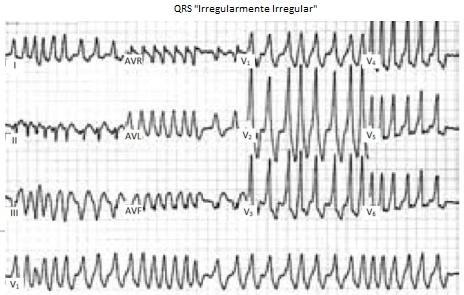 QRS "Irregularmente Irregular"
I AVR V1 V4
II AVL V2 V5
III AVF V3 V6
V1